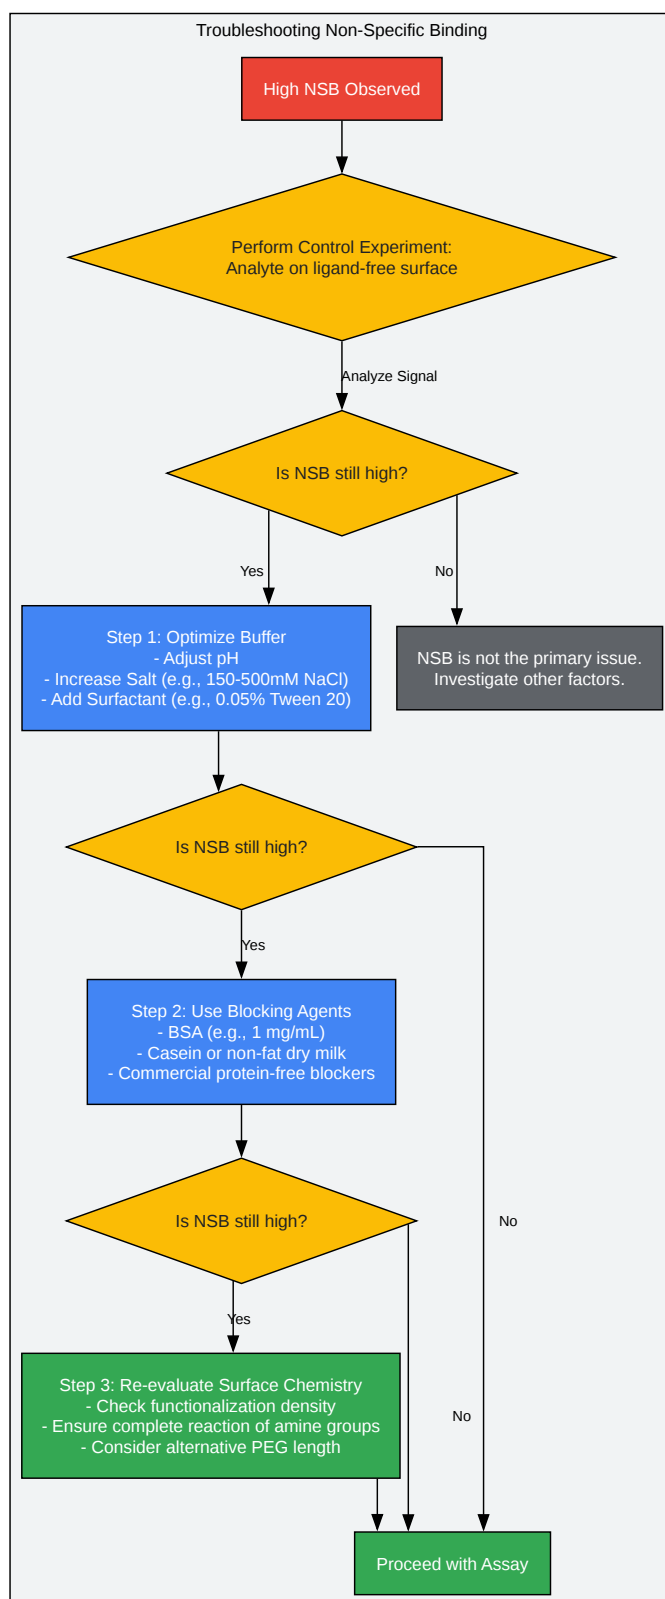 Troubleshooting Non-Specific Binding
High NSB Observed
Perform Control Experiment:
Analyte on ligand-free surface
Analyze Signal
Is NSB still high?
Yes
No
Step 1: Optimize Buffer
- Adjust pH
- Increase Salt (e.g., 150-500mM NaCl)
- Add Surfactant (e.g., 0.05% Tween 20)
NSB is not the primary issue.
Investigate other factors.
Is NSB still high?
Yes
Step 2: Use Blocking Agents
- BSA (e.g., 1 mg/mL)
- Casein or non-fat dry milk
- Commercial protein-free blockers
Is NSB still high?
No
Yes
Step 3: Re-evaluate Surface Chemistry
- Check functionalization density
- Ensure complete reaction of amine groups
- Consider alternative PEG length
No
Proceed with Assay